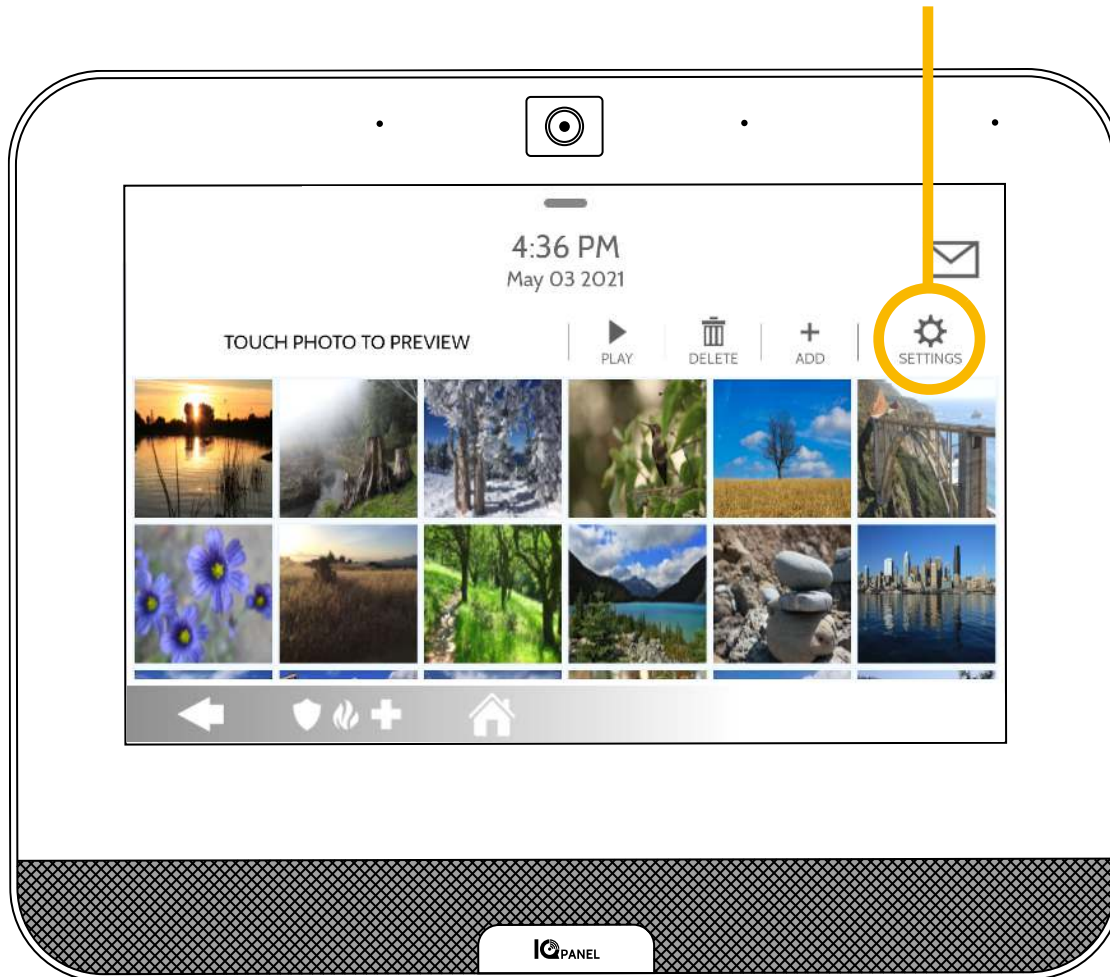 4:36 PM
May 03 2021
TOUCH PHOTO TO PREVIEW
PLAY
DELETE
ADD
SETTINGS
IQ PANEL